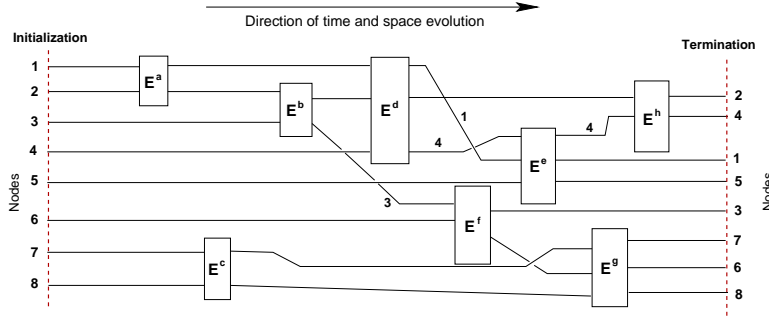 Direction of time and space evolution
Initialization
Termination
1
2
3
4
5
6
7
8
Nodes
E^a
E^b
E^c
E^d
E^e
E^f
E^g
E^h
1
4
4
3
2
4
1
5
3
7
6
8
Nodes